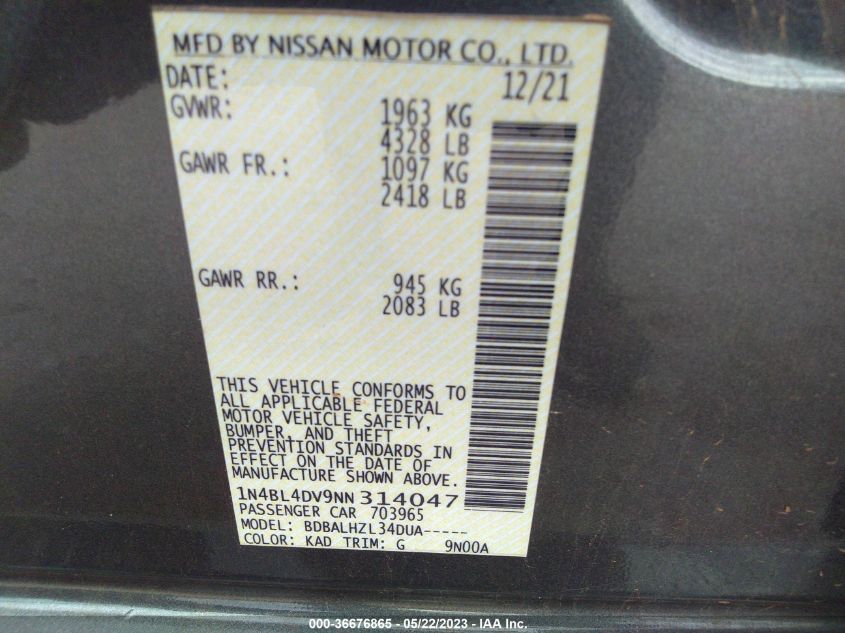 MFD BY NISSAN MOTOR CO., LTD.
DATE: 12/21
GVWR: 1963 KG
4328 LB
GAWR FR.: 1097 KG
2418 LB
GAWR RR.: 945 KG
2083 LB
THIS VEHICLE CONFORMS TO
ALL APPLICABLE FEDERAL
MOTOR VEHICLE SAFETY,
BUMPER, AND THEFT
PREVENTION STANDARDS IN
EFFECT ON THE DATE OF
MANUFACTURE SHOWN ABOVE.
1N4BL4DV9NN314047
PASSENGER CAR 703965
MODEL: BDBALHZL34DUA-----
COLOR: KAD TRIM: G 9N00A
000-36676865 - 05/22/2023 - IAA Inc.